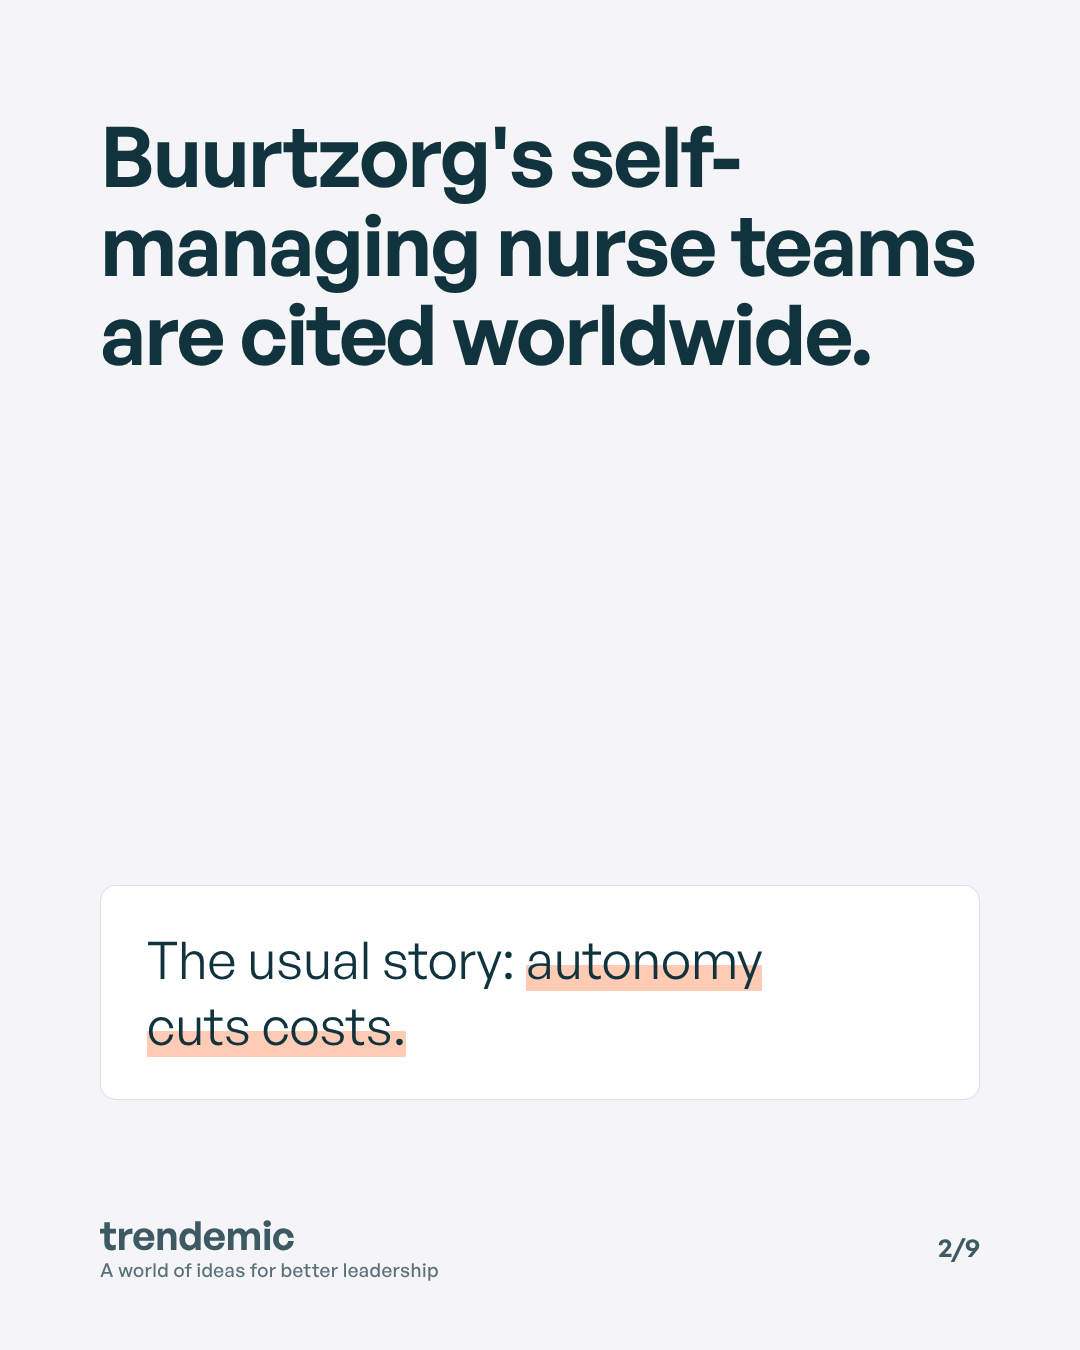 Buurtzorg's self-
managing nurse teams
are cited worldwide.
The usual story: autonomy
cuts costs.
trendemic
A world of ideas for better leadership
2/9